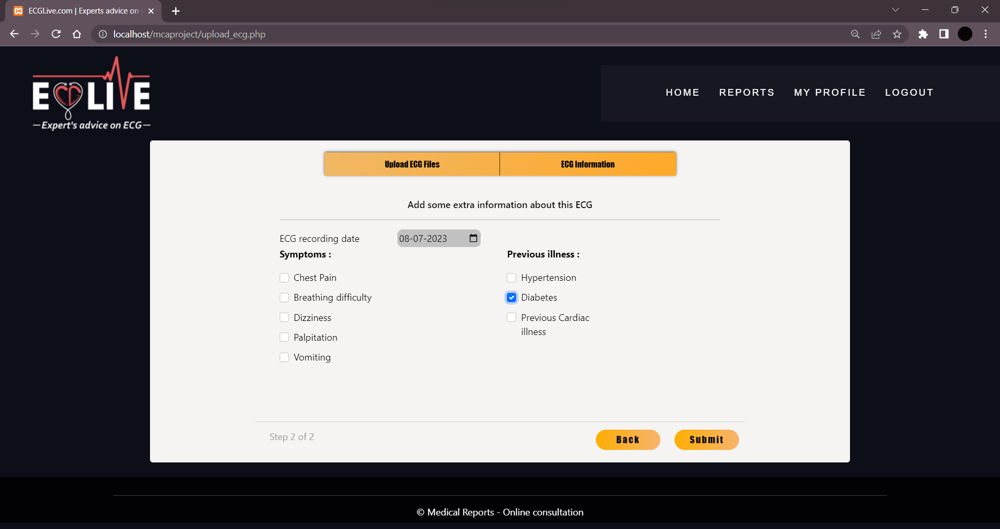 ECGLive.com | Experts advice on
localhost/mcaproject/upload_ecg.php
ECGLIVE
Expert's advice on ECG
HOME REPORTS MY PROFILE LOGOUT
Upload ECG Files ECG Information
Add some extra information about this ECG
ECG recording date 08-07-2023
Symptoms : Previous illness :
Chest Pain Hypertension
Breathing difficulty Diabetes
Dizziness Previous Cardiac
illness
Palpitation
Vomiting
Step 2 of 2 Back Submit
© Medical Reports - Online consultation